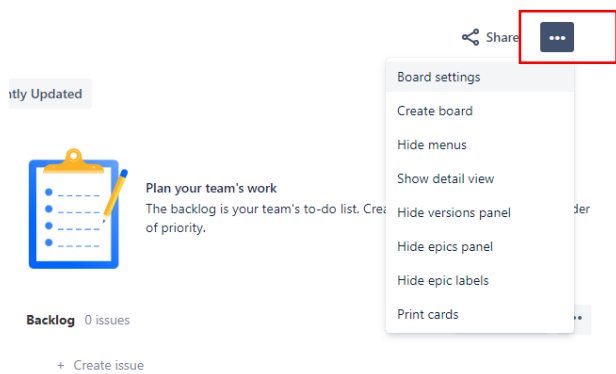 Share
ntly Updated
Board settings
Create board
Hide menus
Show detail view
Hide versions panel
Hide epics panel
Hide epic labels
Print cards
Plan your team's work
The backlog is your team's to-do list. Crea der
of priority.
Backlog 0 issues
+ Create issue